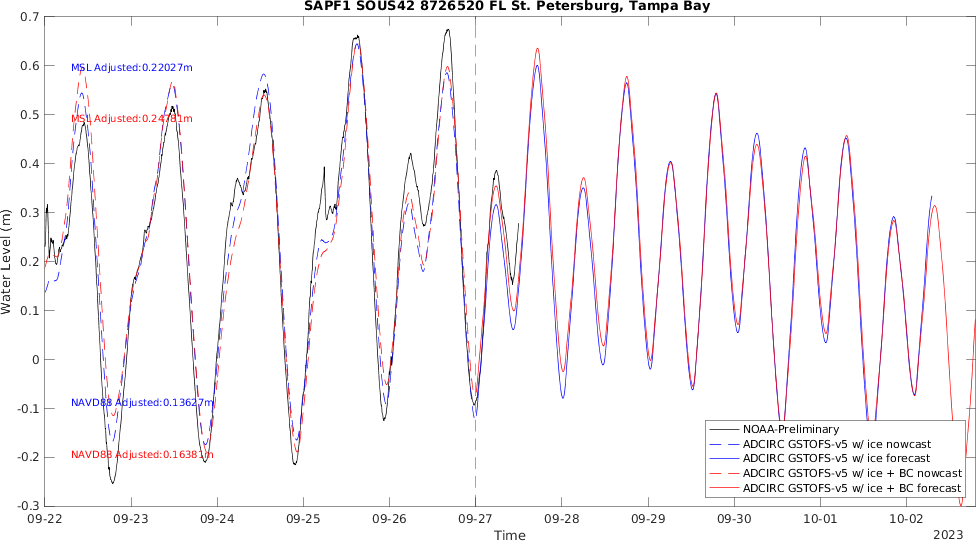 SAPF1 SOUS42 8726520 FL St. Petersburg, Tampa Bay
0.7
0.6
0.5
0.4
0.3
0.2
0.1
0
-0.1
-0.2
-0.3
Water Level (m)
MSL Adjusted:0.22027m
MSL Adjusted:0.24781m
NAVD88 Adjusted:0.13627m
NAVD88 Adjusted:0.16381m
NOAA-Preliminary
ADCIRC GSTOFS-v5 w/ ice nowcast
ADCIRC GSTOFS-v5 w/ ice forecast
ADCIRC GSTOFS-v5 w/ ice + BC nowcast
ADCIRC GSTOFS-v5 w/ ice + BC forecast
09-22 09-23 09-24 09-25 09-26 09-27 09-28 09-29 09-30 10-01 10-02
Time
2023